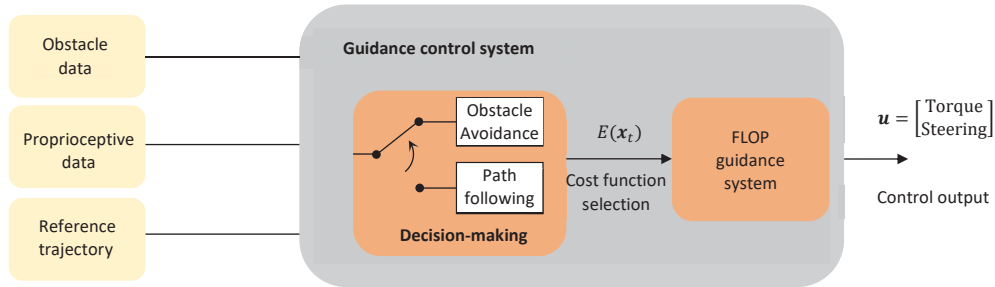 Obstacle
data
Proprioceptive
data
Reference
trajectory
Guidance control system
Obstacle
Avoidance
Path
following
Decision-making
E(𝒙ₜ)
Cost function
selection
FLOP
guidance
system
𝒖 = [Torque
Steering]
Control output